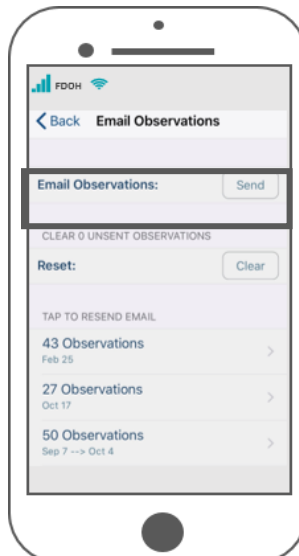 FDOH
Back Email Observations
Email Observations: Send
CLEAR 0 UNSENT OBSERVATIONS
Reset: Clear
TAP TO RESEND EMAIL
43 Observations
Feb 25
27 Observations
Oct 17
50 Observations
Sep 7 --> Oct 4